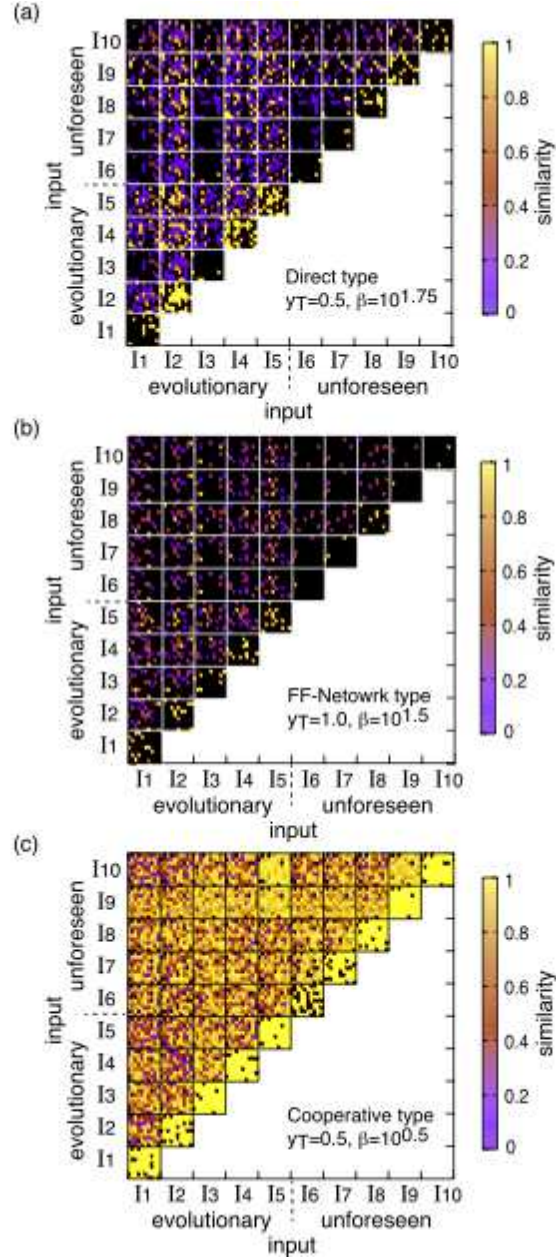 (a)
unforeseen
evolutionary
input
I10
I9
I8
I7
I6
I5
I4
I3
I2
I1
Direct type
yT=0.5, β=10^1.75
I1 I2 I3 I4 I5 I6 I7 I8 I9 I10
evolutionary unforeseen
input
1
0.8
0.6
0.4
0.2
0
similarity
(b)
unforeseen
evolutionary
input
I10
I9
I8
I7
I6
I5
I4
I3
I2
I1
FF-Netowrk type
yT=1.0, β=10^1.5
I1 I2 I3 I4 I5 I6 I7 I8 I9 I10
evolutionary unforeseen
input
1
0.8
0.6
0.4
0.2
0
similarity
(c)
unforeseen
evolutionary
input
I10
I9
I8
I7
I6
I5
I4
I3
I2
I1
Cooperative type
yT=0.5, β=10^0.5
I1 I2 I3 I4 I5 I6 I7 I8 I9 I10
evolutionary unforeseen
input
1
0.8
0.6
0.4
0.2
0
similarity